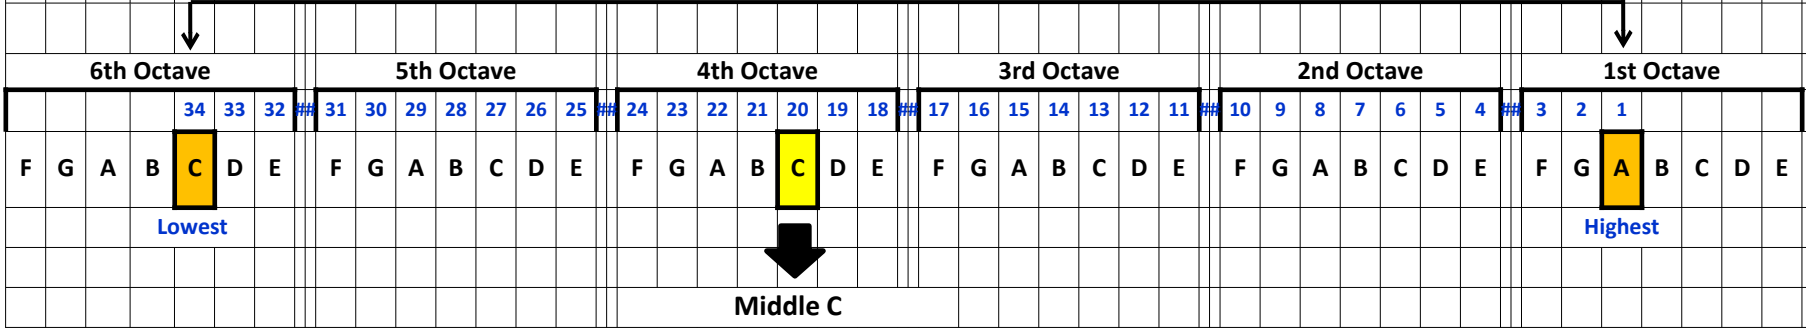 6th Octave 5th Octave 4th Octave 3rd Octave 2nd Octave 1st Octave
34 33 32 ## 31 30 29 28 27 26 25 ## 24 23 22 21 20 19 18 ## 17 16 15 14 13 12 11 ## 10 9 8 7 6 5 4 ## 3 2 1
F G A B C D E F G A B C D E F G A B C D E F G A B C D E F G A B C D E F G A B C D E
Lowest Highest
Middle C